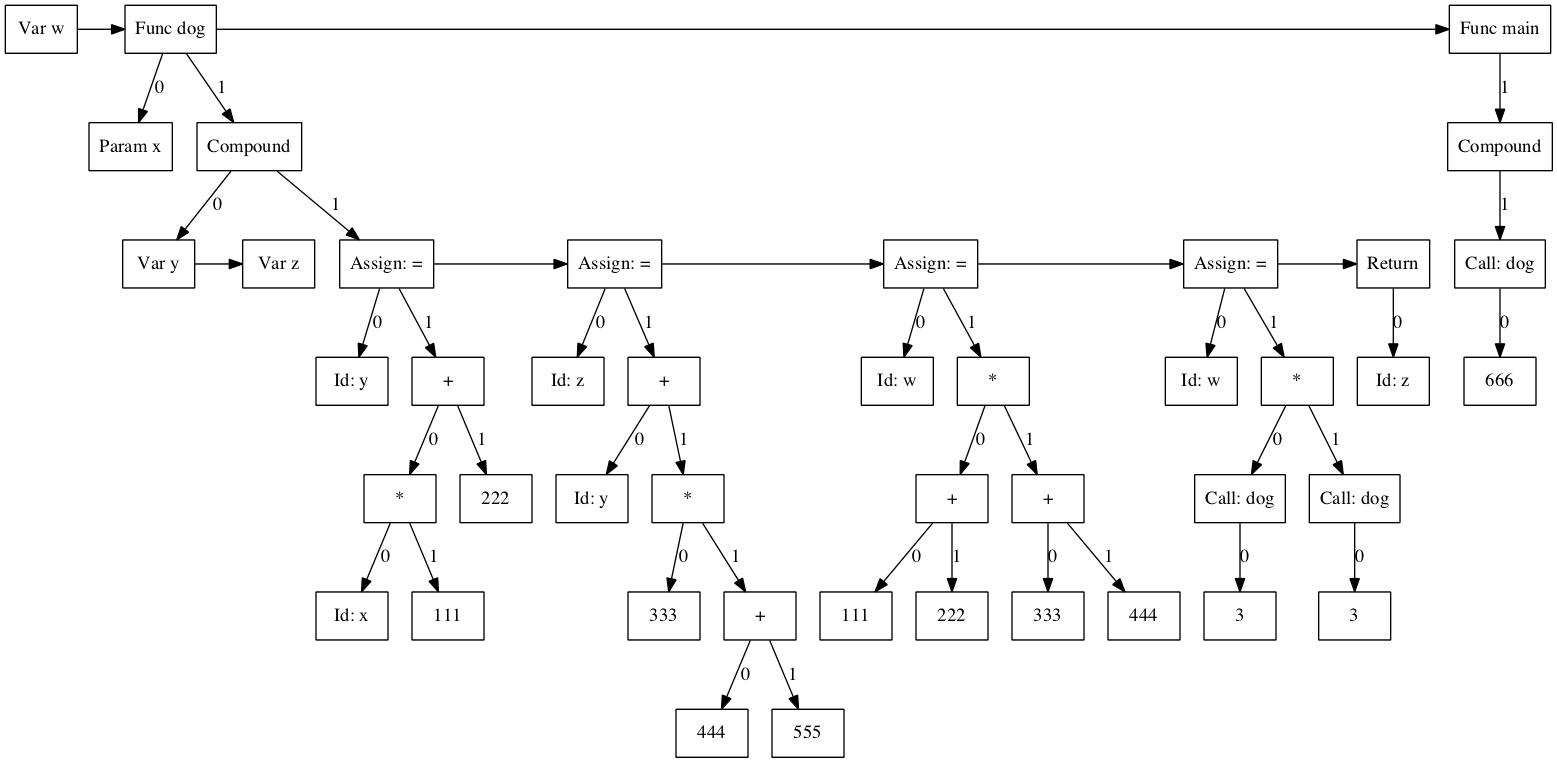 Var w
Func dog
Func main
0
1
1
Param x
Compound
Compound
0
1
1
Var y
Var z
Assign: =
Assign: =
Assign: =
Assign: =
Return
Call: dog
0
1
0
1
0
1
0
1
0
0
Id: y
+
Id: z
+
Id: w
*
Id: w
*
Id: z
666
0
1
0
1
0
1
0
1
*
222
Id: y
*
+
+
Call: dog
Call: dog
0
1
0
1
0
1
0
1
0
0
Id: x
111
333
+
111
222
333
444
3
3
0
1
444
555